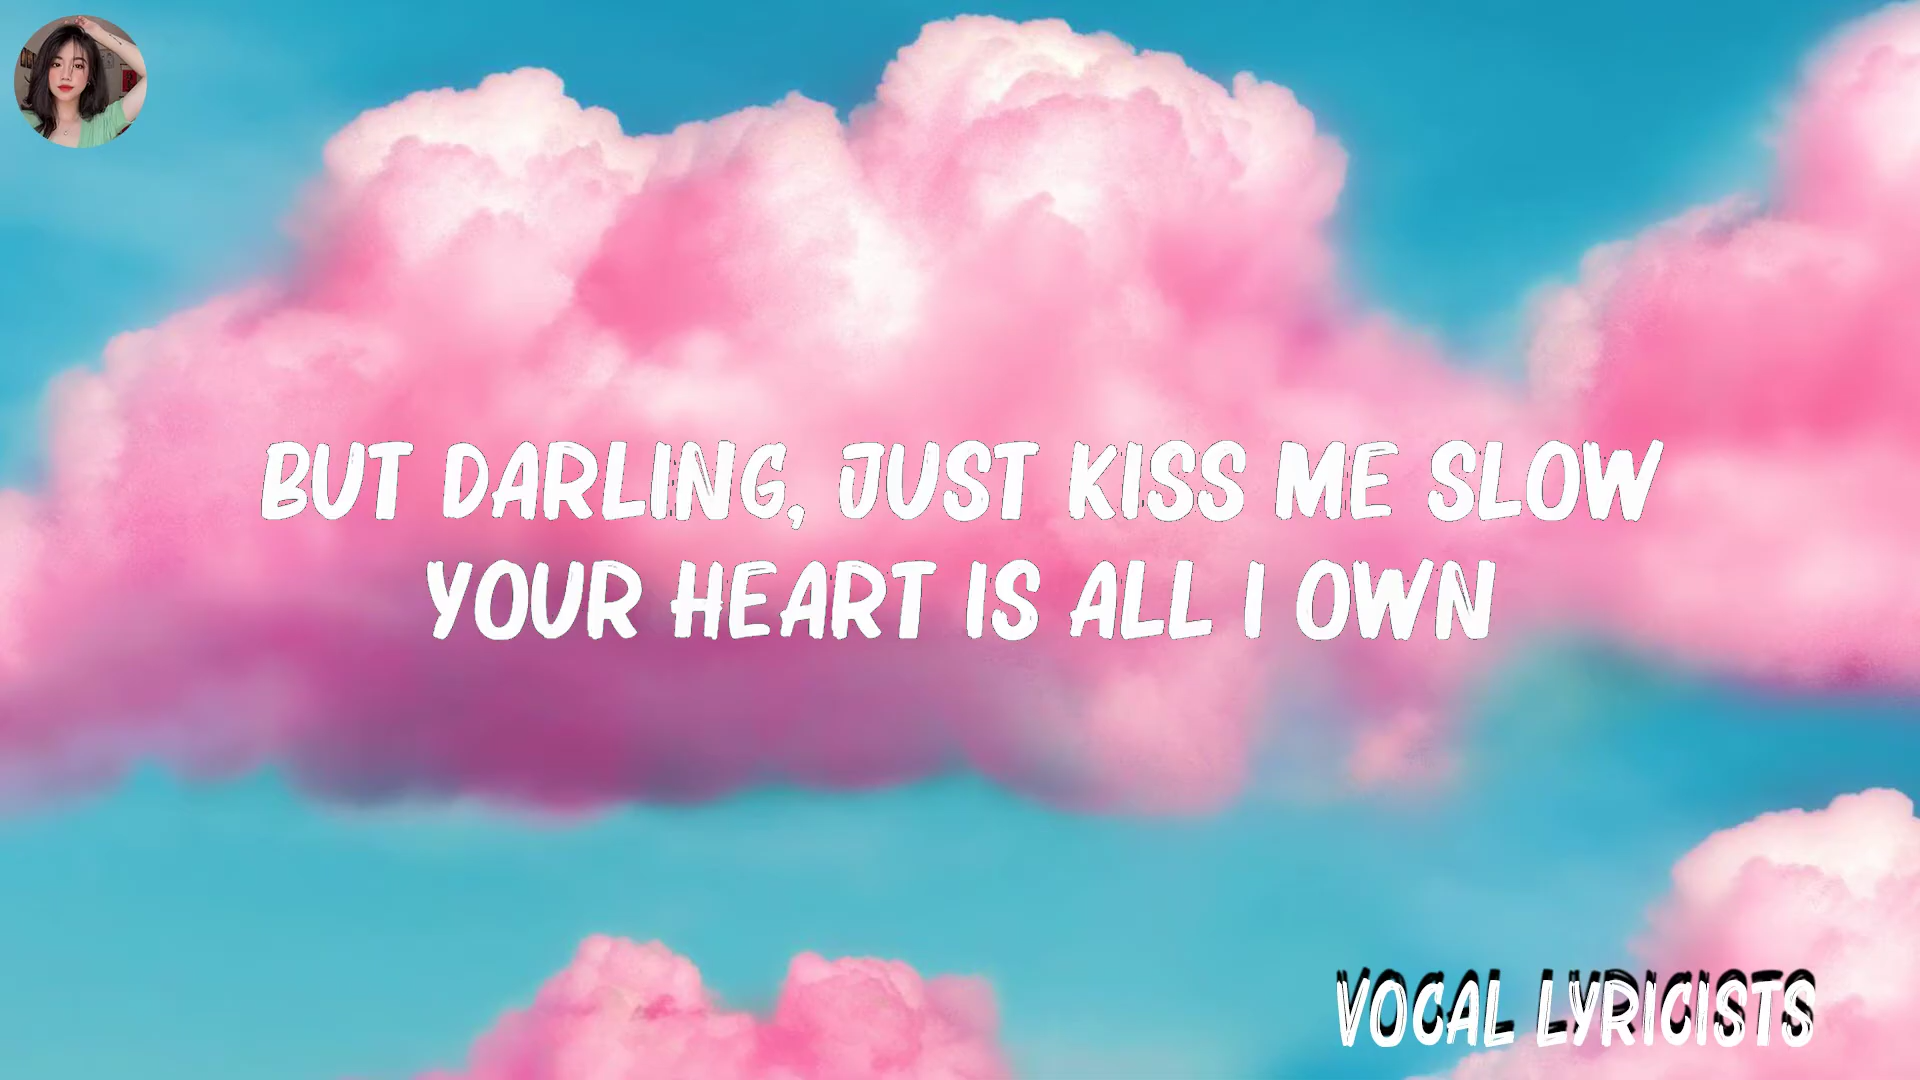 BUT DARLING, JUST KISS ME SLOW
YOUR HEART IS ALL I OWN
VOCAL LYRICISTS